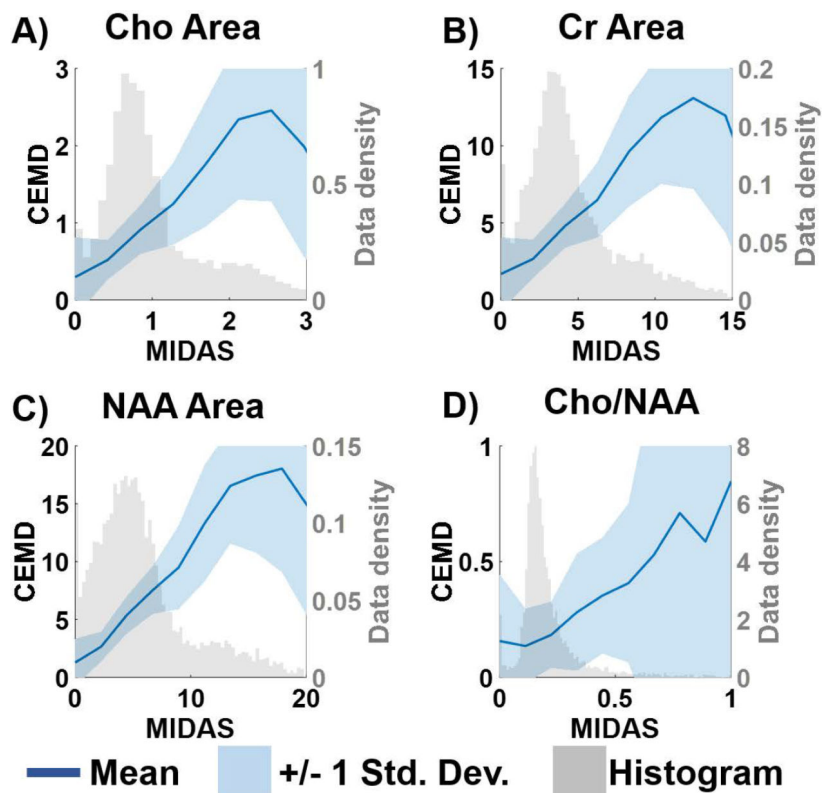 A) Cho Area
3
2
1
0
CEMD
0 1 2 3
MIDAS
1
0.5
0
Data density
B) Cr Area
15
10
5
0
CEMD
0 5 10 15
MIDAS
0.2
0.15
0.1
0.05
0
Data density
C) NAA Area
20
15
10
5
0
CEMD
0 10 20
MIDAS
0.15
0.1
0.05
0
Data density
D) Cho/NAA
1
0.5
0
CEMD
0 0.5 1
MIDAS
8
6
4
2
0
Data density
Mean +/- 1 Std. Dev. Histogram